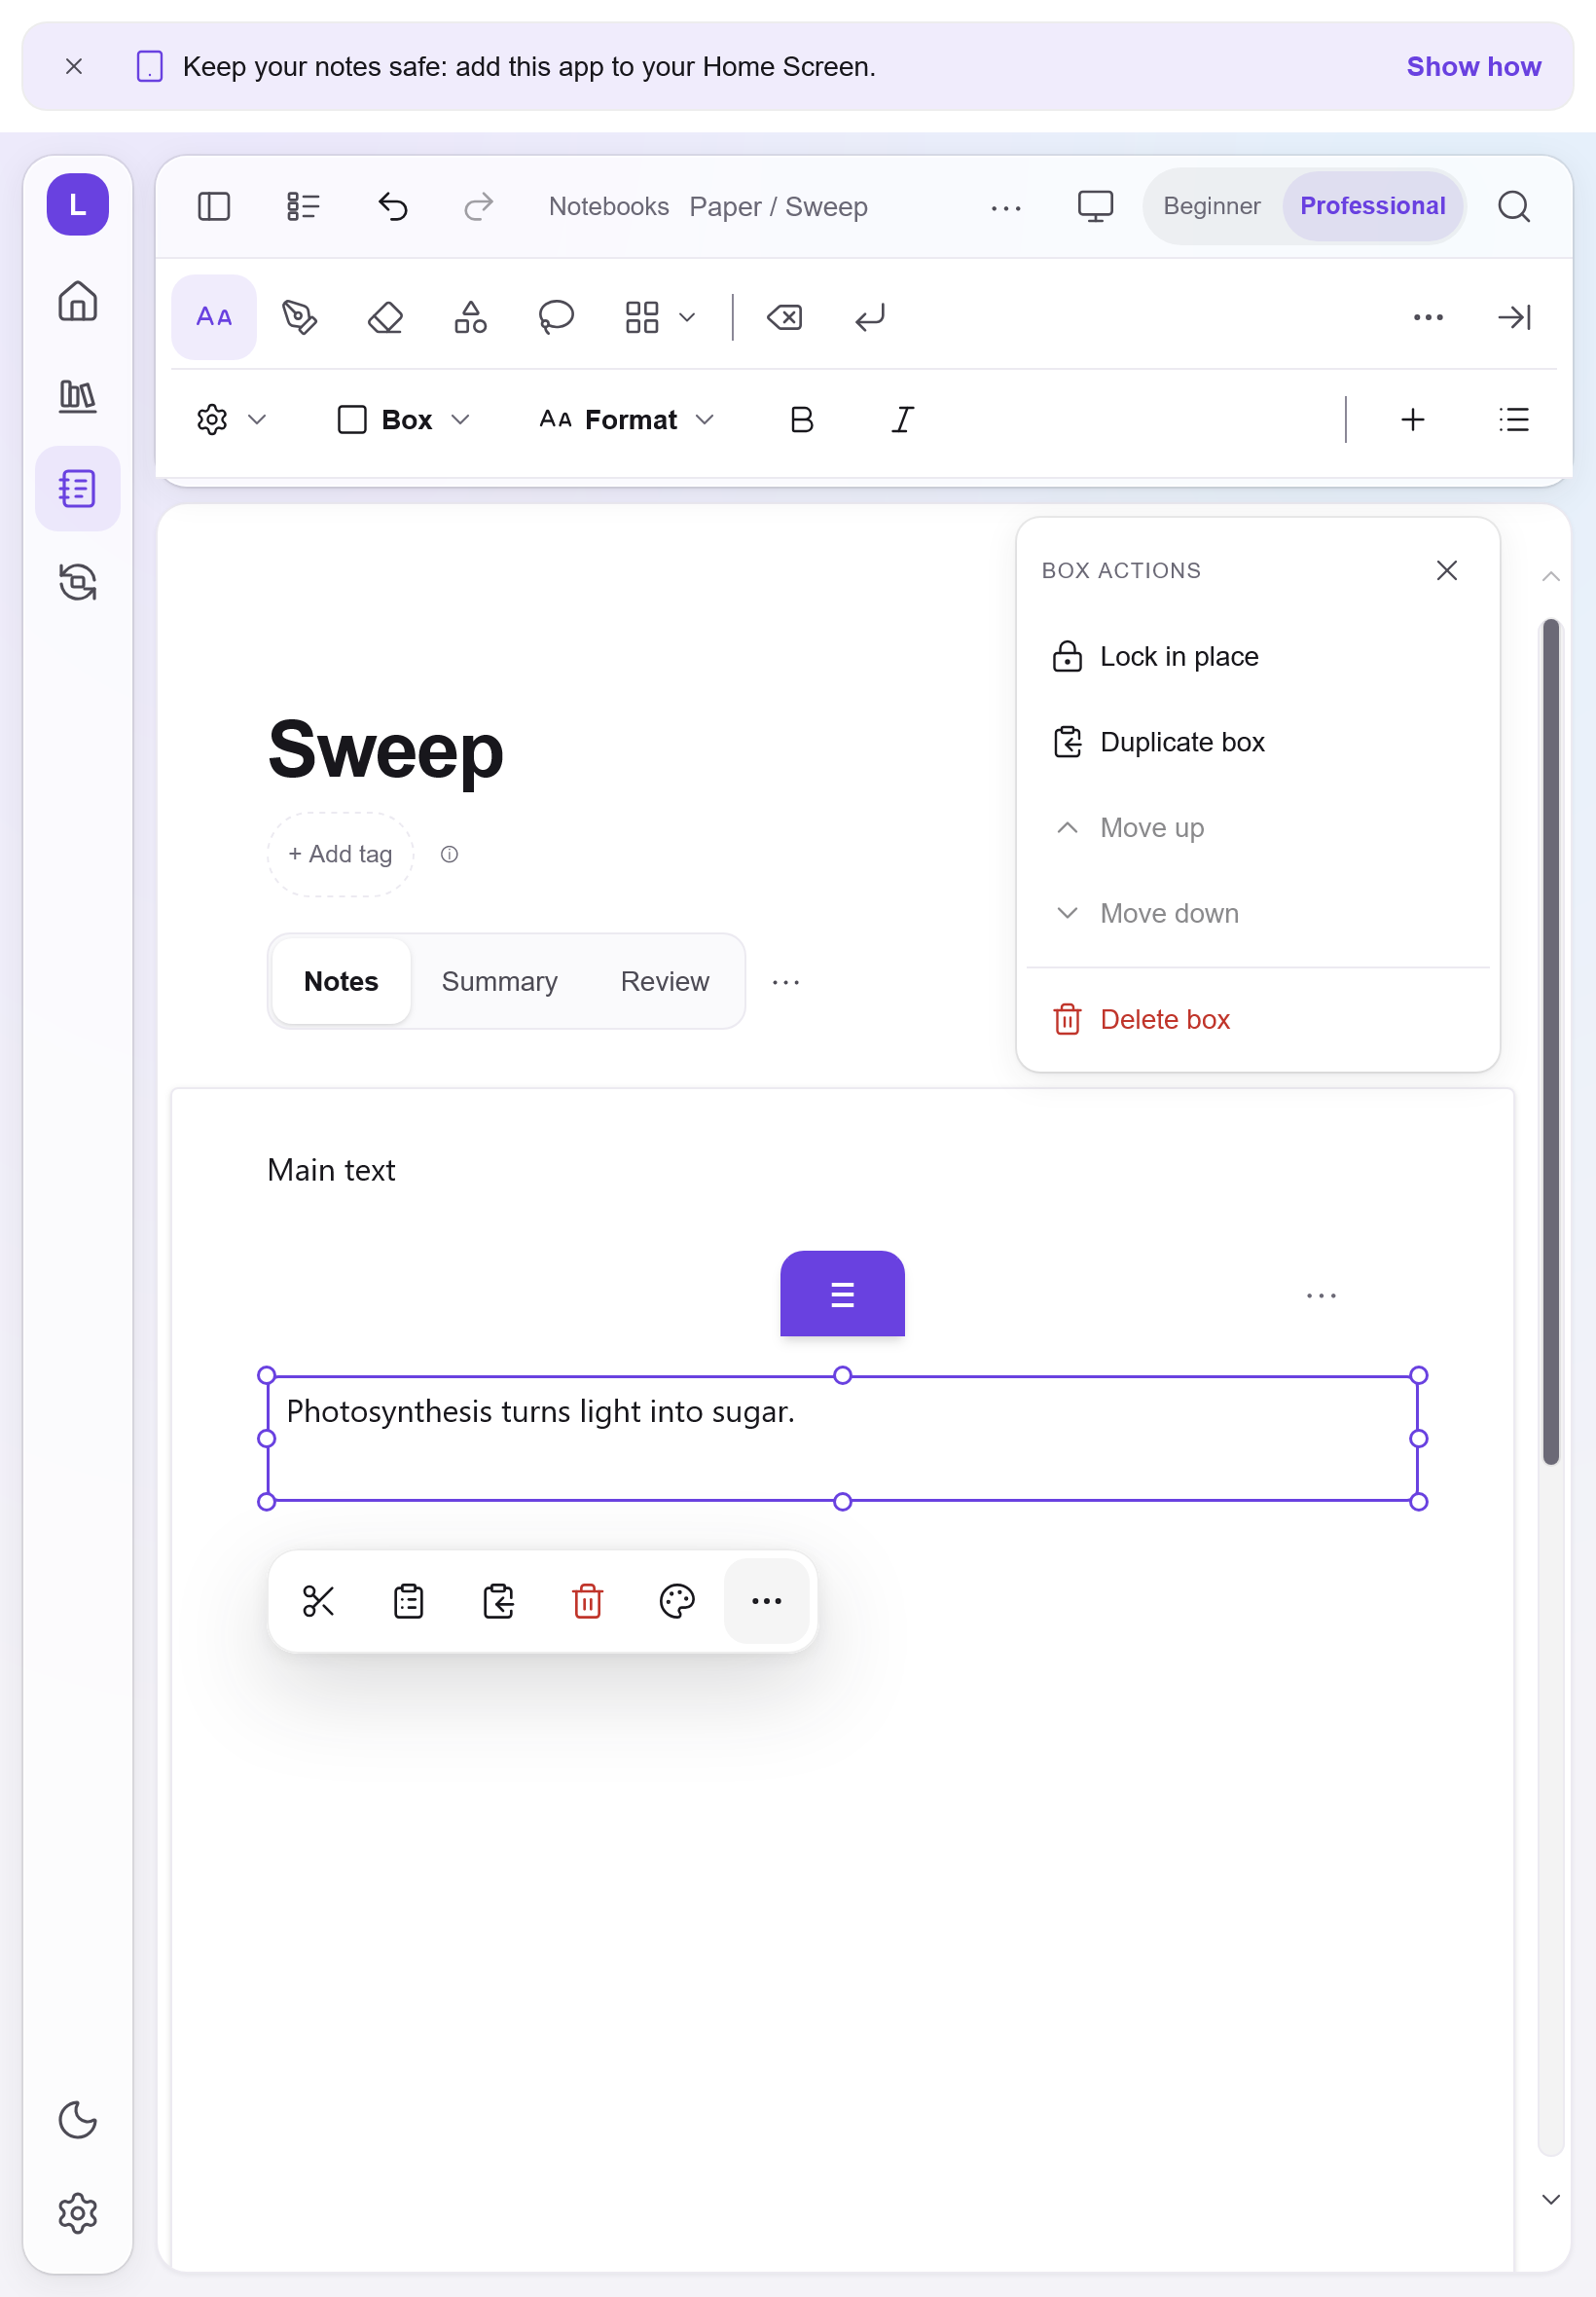 Keep your notes safe: add this app to your Home Screen.
Show how
L
Notebooks Paper / Sweep
Beginner
Professional
Box
Format
BOX ACTIONS
Lock in place
Duplicate box
Move up
Move down
Delete box
Sweep
+ Add tag
Notes
Summary
Review
Main text
Photosynthesis turns light into sugar.